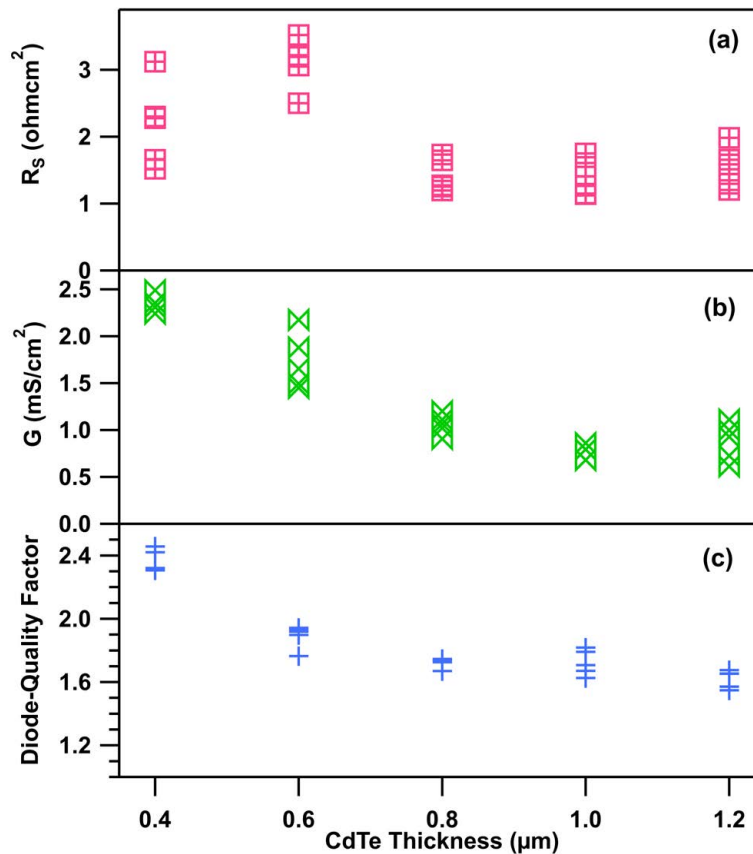 (a)
R_S (ohmcm^2)
3
2
1
0
(b)
G (mS/cm^2)
2.5
2.0
1.5
1.0
0.5
0.0
(c)
Diode-Quality Factor
2.4
2.0
1.6
1.2
0.4 0.6 0.8 1.0 1.2
CdTe Thickness (µm)